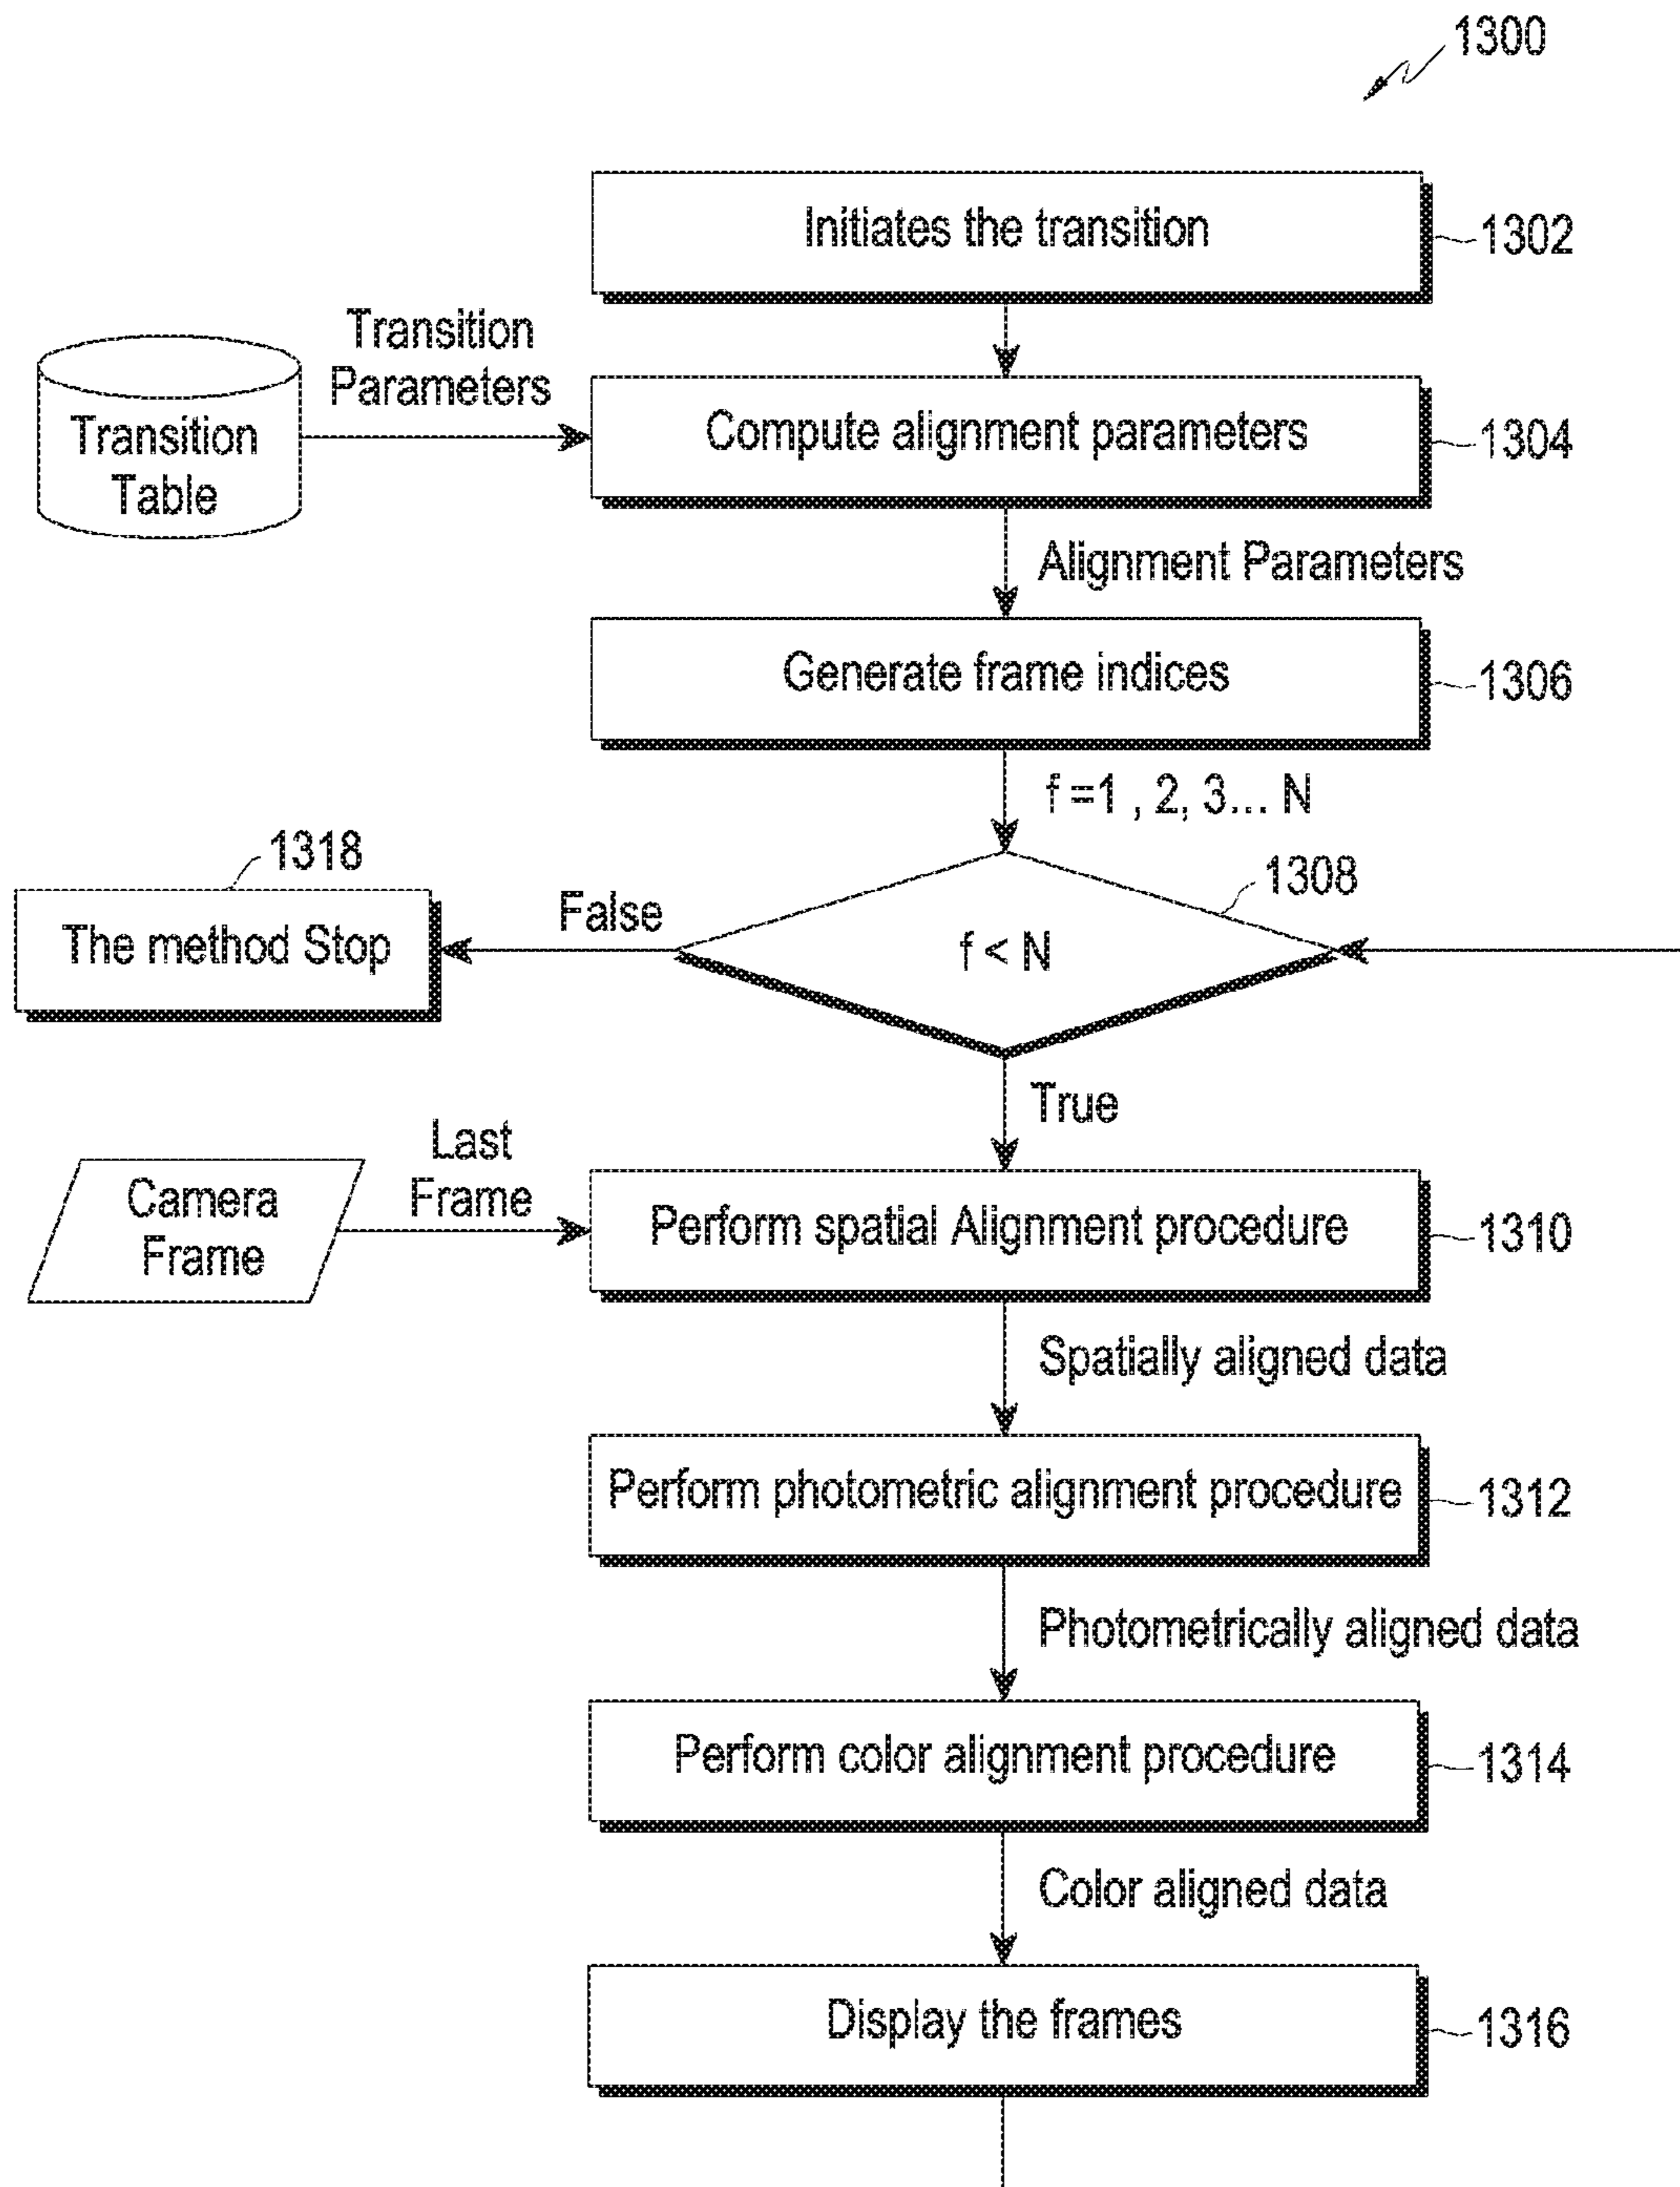 1300
Initiates the transition
1302
Transition
Parameters
Transition
Table
Compute alignment parameters
1304
Alignment Parameters
Generate frame indices
1306
f =1 , 2, 3... N
1318
The method Stop
False
1308
f < N
True
Last
Frame
Camera
Frame
Perform spatial Alignment procedure
1310
Spatially aligned data
Perform photometric alignment procedure
1312
Photometrically aligned data
Perform color alignment procedure
1314
Color aligned data
Display the frames
1316